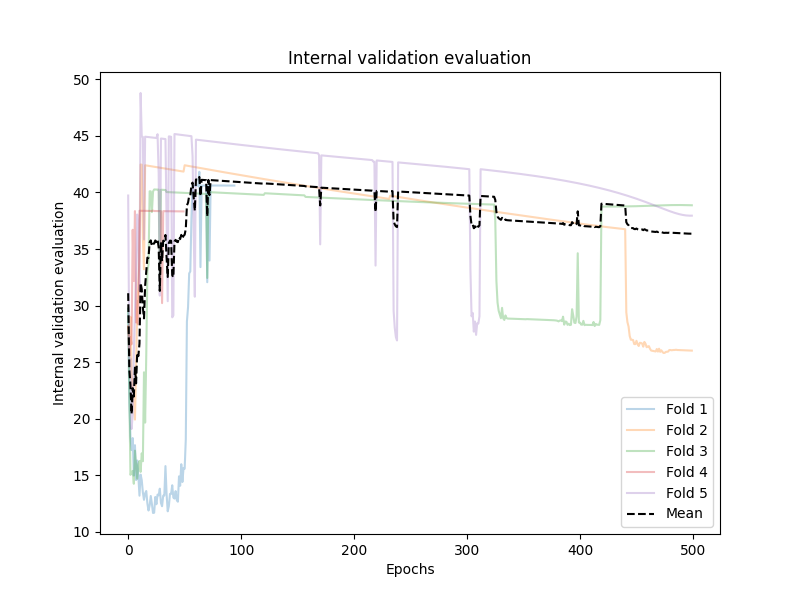 Internal validation evaluation
Internal validation evaluation
50
45
40
35
30
25
20
15
10
0
100
200
300
400
500
Epochs
Fold 1
Fold 2
Fold 3
Fold 4
Fold 5
Mean